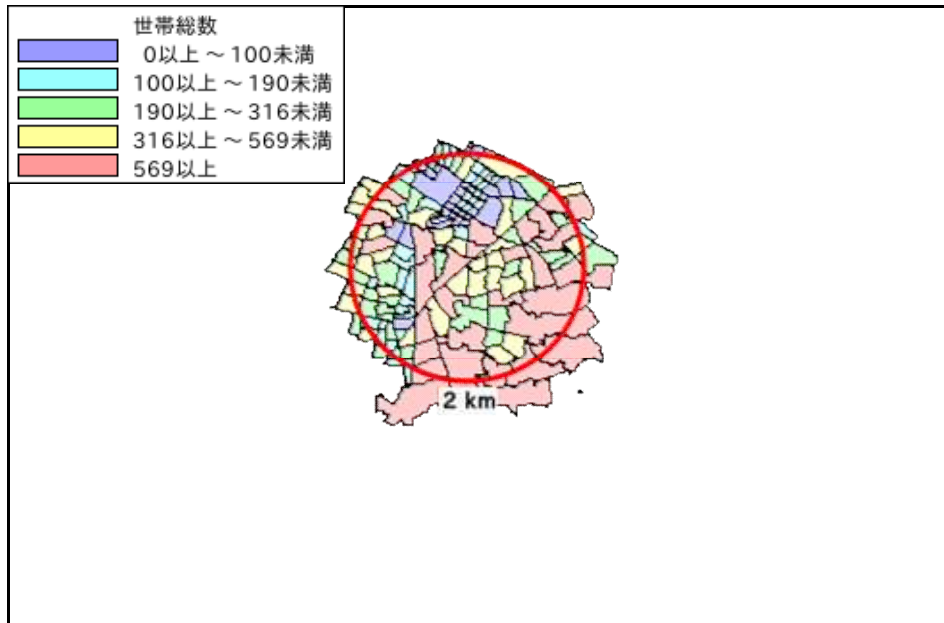 世帯総数
0以上 ～ 100未満
100以上 ～ 190未満
190以上 ～ 316未満
316以上 ～ 569未満
569以上
2 km